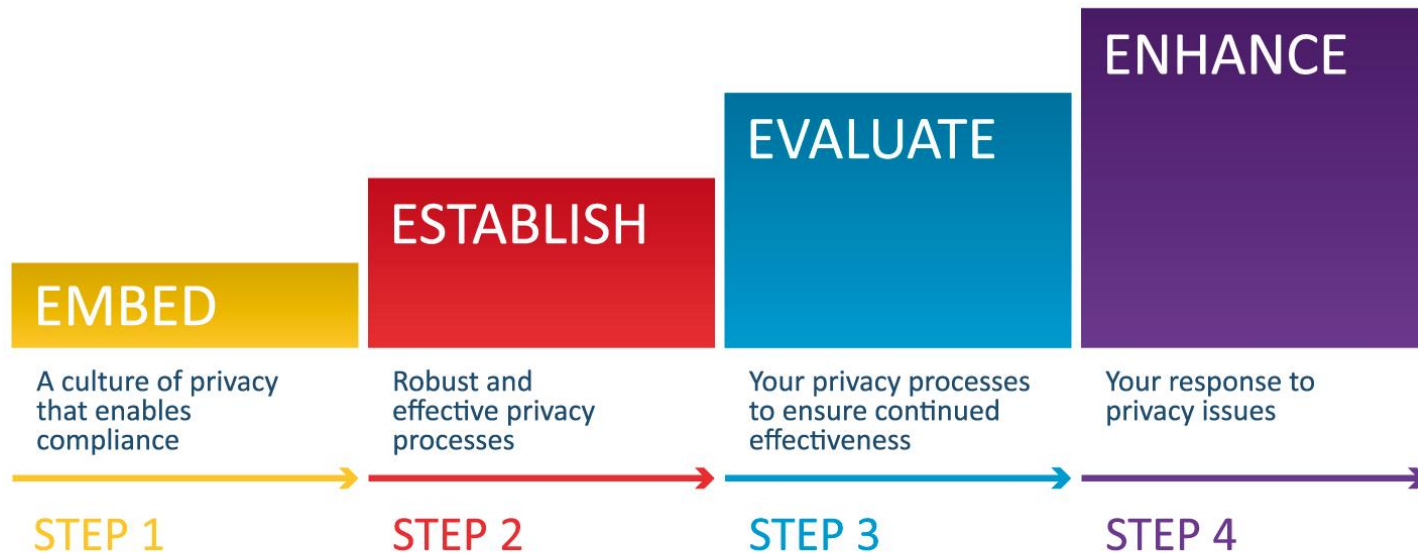 EMBED
A culture of privacy
that enables
compliance
STEP 1
ESTABLISH
Robust and
effective privacy
processes
STEP 2
EVALUATE
Your privacy processes
to ensure continued
effectiveness
STEP 3
ENHANCE
Your response to
privacy issues
STEP 4